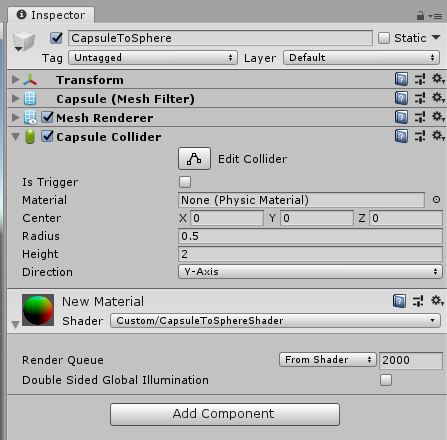 Inspector
CapsuleToSphere Static
Tag Untagged Layer Default
Transform
Capsule (Mesh Filter)
Mesh Renderer
Capsule Collider
Edit Collider
Is Trigger
Material None (Physic Material)
Center X 0 Y 0 Z 0
Radius 0.5
Height 2
Direction Y-Axis
New Material
Shader Custom/CapsuleToSphereShader
Render Queue From Shader 2000
Double Sided Global Illumination
Add Component